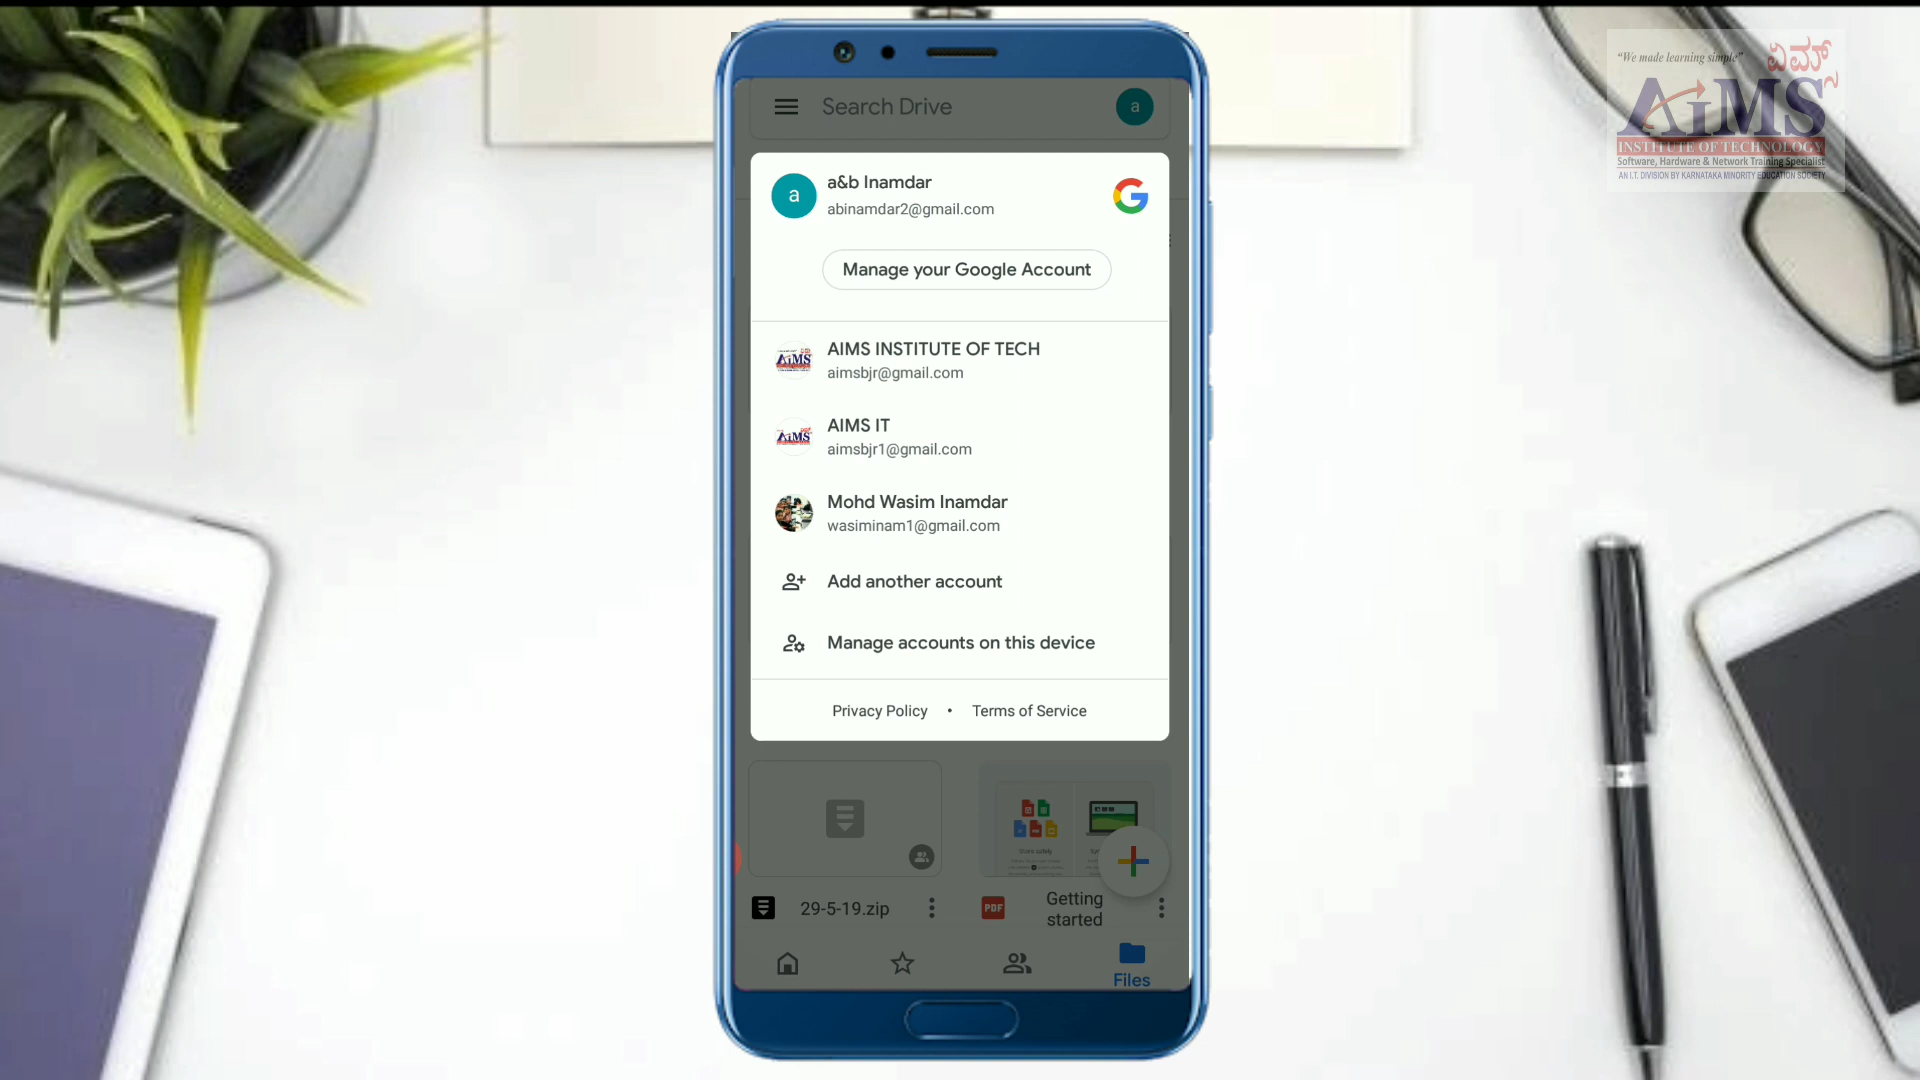 Search Drive
a
a
a&b Inamdar
abinamdar2@gmail.com
Manage your Google Account
AIMS INSTITUTE OF TECH
aimsbjr@gmail.com
AIMS IT
aimsbjr1@gmail.com
Mohd Wasim Inamdar
wasiminam1@gmail.com
Add another account
Manage accounts on this device
Privacy Policy • Terms of Service
29-5-19.zip
PDF
Getting
started
Files
"We made learning simple"
ಏಮ್ಸ್
AiMS
INSTITUTE OF TECHNOLOGY
Software, Hardware & Network Training Specialist
AN I.T. DIVISION BY KARNATAKA MINORITY EDUCATION SOCIETY